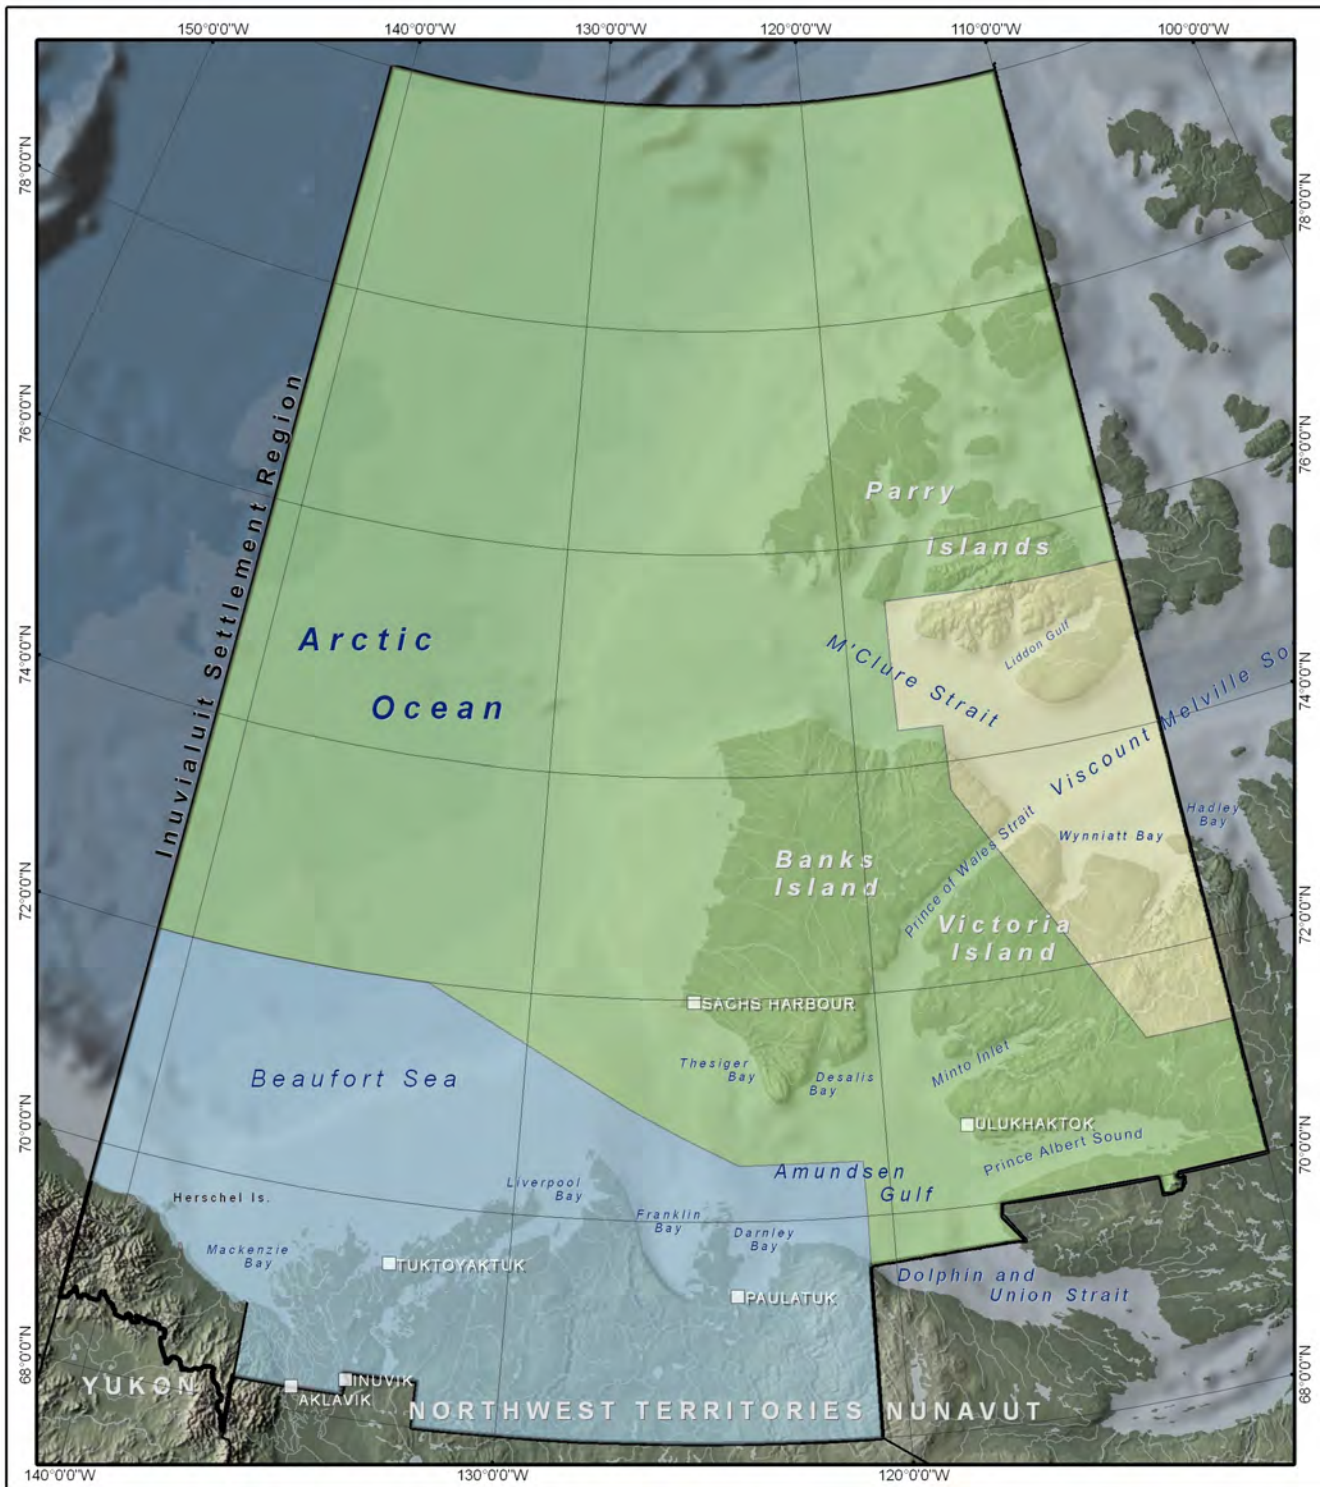 150°0'0"W 140°0'0"W 130°0'0"W 120°0'0"W 110°0'0"W 100°0'0"W
78°0'0"N
78°0'0"N
76°0'0"N
76°0'0"N
74°0'0"N
74°0'0"N
72°0'0"N
72°0'0"N
70°0'0"N
70°0'0"N
68°0'0"N
68°0'0"N
Inuvialuit Settlement Region
Parry
islands
Arctic
Ocean
M'Clure Strait
Liddon Gulf
Viscount Melville So
Hadley
Bay
Wynniatt Bay
Prince of Wales Strait
Banks
Island
Victoria
Island
SACHS HARBOUR
Thesiger
Bay
Desalis
Bay
Minto Inlet
Beaufort Sea
ULUKHAKTOK
Prince Albert Sound
Amundsen
Gulf
Herschel Is.
Liverpool
Bay
Franklin
Bay
Darnley
Bay
Mackenzie
Bay
TUKTOYAKTUK
PAULATUK
Dolphin and
Union Strait
YUKON
INUVIK
AKLAVIK
NORTHWEST TERRITORIES
NUNAVUT
140°0'0"W 130°0'0"W 120°0'0"W